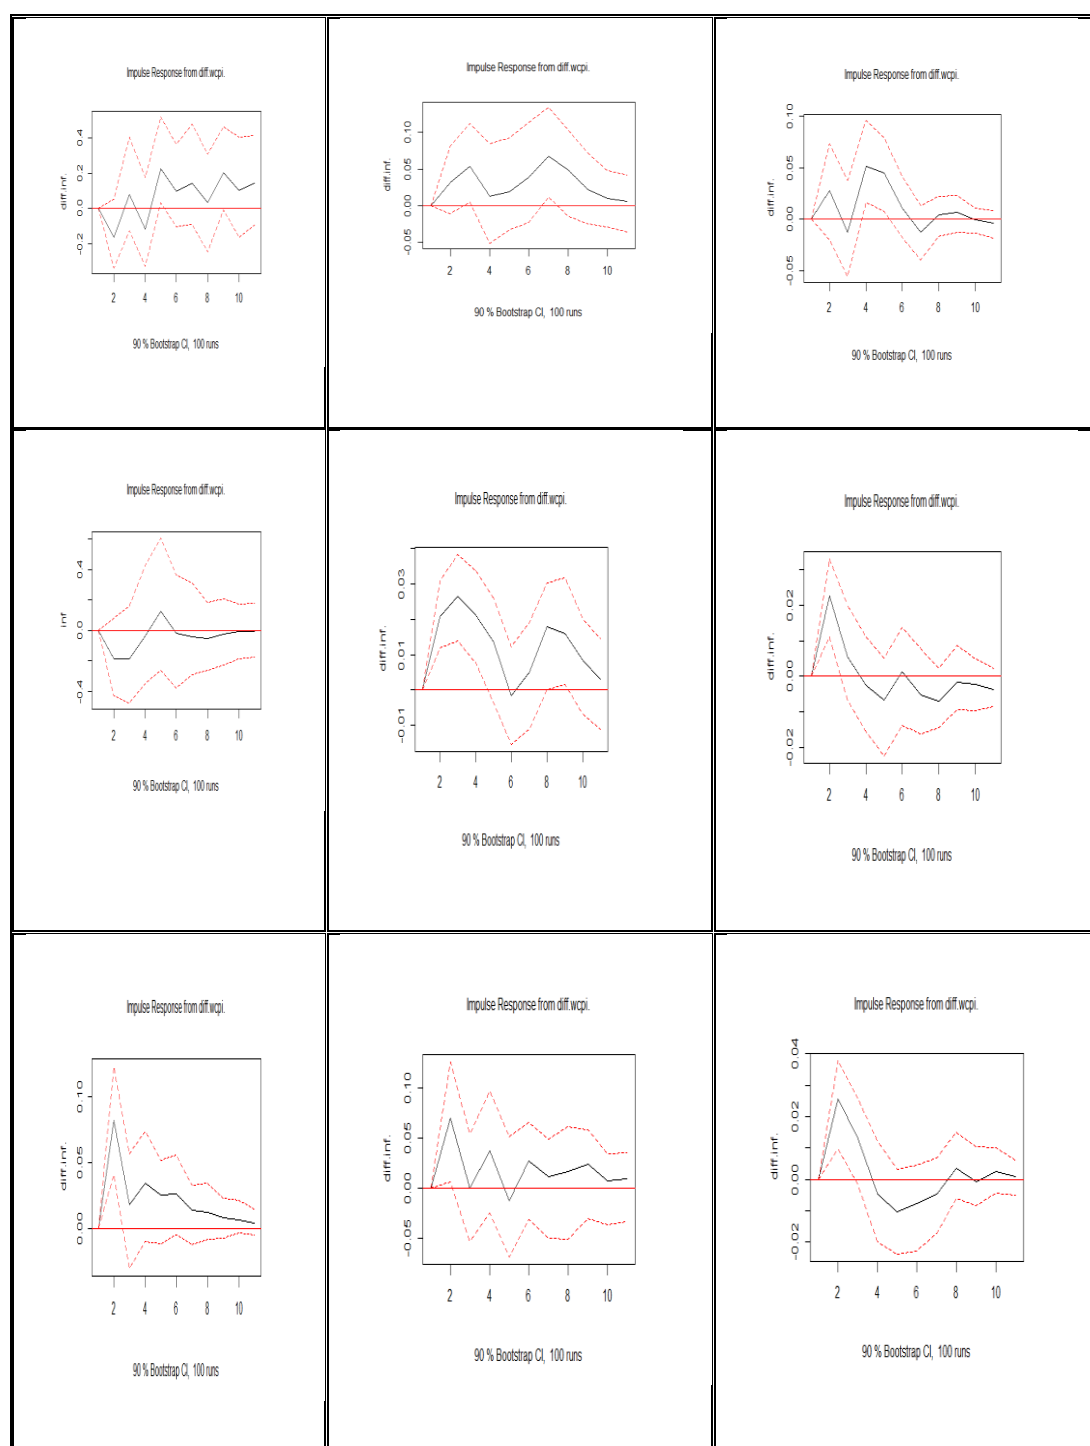 Impulse Response from diff.wcpi.
diff.inf.
0.4
0.2
0.0
-0.2
2 4 6 8 10
90 % Bootstrap CI, 100 runs
Impulse Response from diff.wcpi.
diff.inf.
0.10
0.05
0.00
-0.05
2 4 6 8 10
90 % Bootstrap CI, 100 runs
Impulse Response from diff.wcpi.
diff.inf.
0.10
0.05
0.00
-0.05
2 4 6 8 10
90 % Bootstrap CI, 100 runs
Impulse Response from diff.wcpi.
inf
0.4
0.0
-0.4
2 4 6 8 10
90 % Bootstrap CI, 100 runs
Impulse Response from diff.wcpi.
diff.inf.
0.03
0.01
-0.01
2 4 6 8 10
90 % Bootstrap CI, 100 runs
Impulse Response from diff.wcpi.
diff.inf.
0.02
0.00
-0.02
2 4 6 8 10
90 % Bootstrap CI, 100 runs
Impulse Response from diff.wcpi.
diff.inf.
0.10
0.05
0.00
2 4 6 8 10
90 % Bootstrap CI, 100 runs
Impulse Response from diff.wcpi.
diff.inf.
0.10
0.05
0.00
-0.05
2 4 6 8 10
90 % Bootstrap CI, 100 runs
Impulse Response from diff.wcpi.
diff.inf.
0.04
0.02
0.00
-0.02
2 4 6 8 10
90 % Bootstrap CI, 100 runs